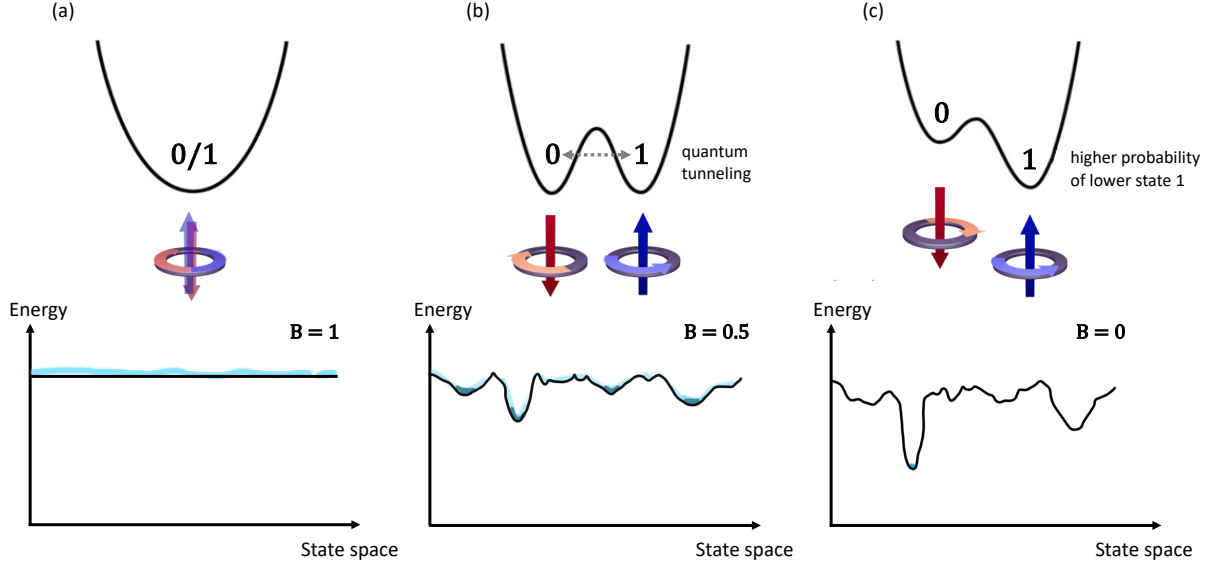 (a)
(b)
(c)
0/1
0
1
quantum
tunneling
0
1
higher probability
of lower state 1
Energy
B = 1
State space
Energy
B = 0.5
State space
Energy
B = 0
State space